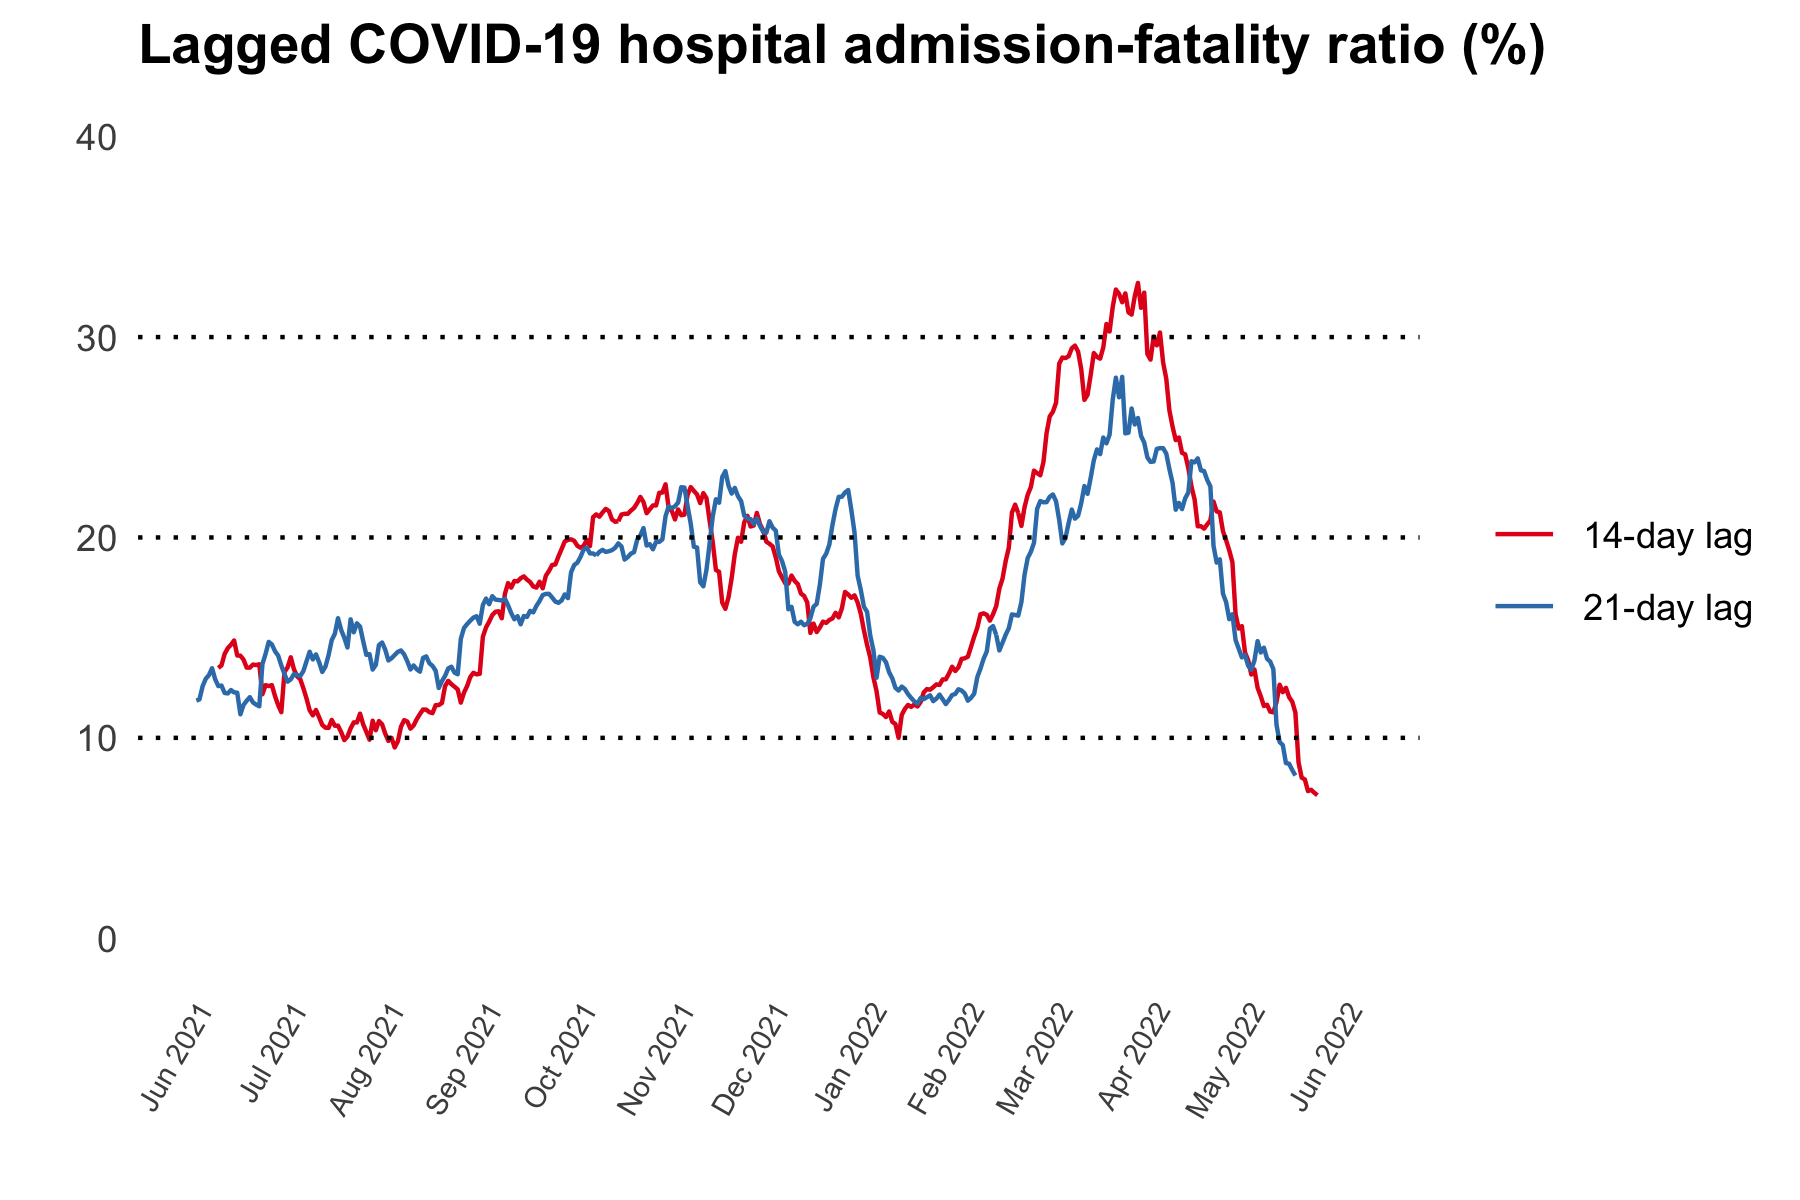 Lagged COVID-19 hospital admission-fatality ratio (%)
40
30
20
10
0
14-day lag
21-day lag
Jun 2021
Jul 2021
Aug 2021
Sep 2021
Oct 2021
Nov 2021
Dec 2021
Jan 2022
Feb 2022
Mar 2022
Apr 2022
May 2022
Jun 2022